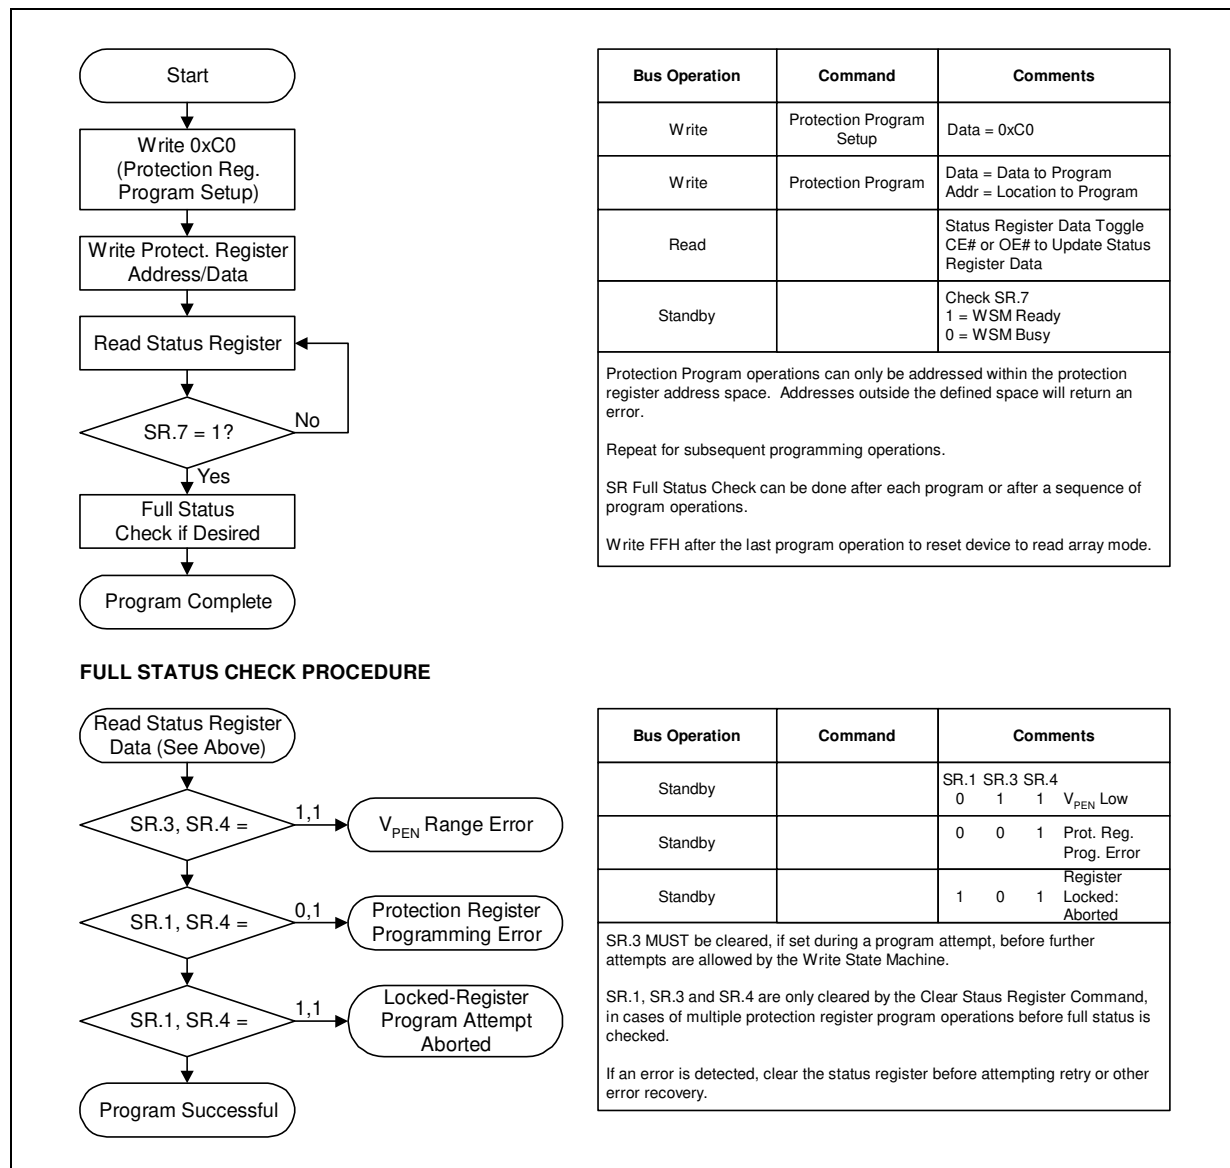 Start
Write 0xC0
(Protection Reg.
Program Setup)
Write Protect. Register
Address/Data
Read Status Register
SR.7 = 1?
No
Yes
Full Status
Check if Desired
Program Complete
Bus Operation Command Comments
Write Protection Program
Setup Data = 0xC0
Write Protection Program Data = Data to Program
Addr = Location to Program
Read Status Register Data Toggle
CE# or OE# to Update Status
Register Data
Standby Check SR.7
1 = WSM Ready
0 = WSM Busy
Protection Program operations can only be addressed within the protection
register address space. Addresses outside the defined space will return an
error.
Repeat for subsequent programming operations.
SR Full Status Check can be done after each program or after a sequence of
program operations.
Write FFH after the last program operation to reset device to read array mode.
FULL STATUS CHECK PROCEDURE
Read Status Register
Data (See Above)
SR.3, SR.4 =
1,1
VPEN Range Error
SR.1, SR.4 =
0,1
Protection Register
Programming Error
SR.1, SR.4 =
1,1
Locked-Register
Program Attempt
Aborted
Program Successful
Bus Operation Command Comments
Standby SR.1 SR.3 SR.4
0 1 1 VPEN Low
Standby 0 0 1 Prot. Reg.
Prog. Error
Standby 1 0 1 Register
Locked:
Aborted
SR.3 MUST be cleared, if set during a program attempt, before further
attempts are allowed by the Write State Machine.
SR.1, SR.3 and SR.4 are only cleared by the Clear Staus Register Command,
in cases of multiple protection register program operations before full status is
checked.
If an error is detected, clear the status register before attempting retry or other
error recovery.